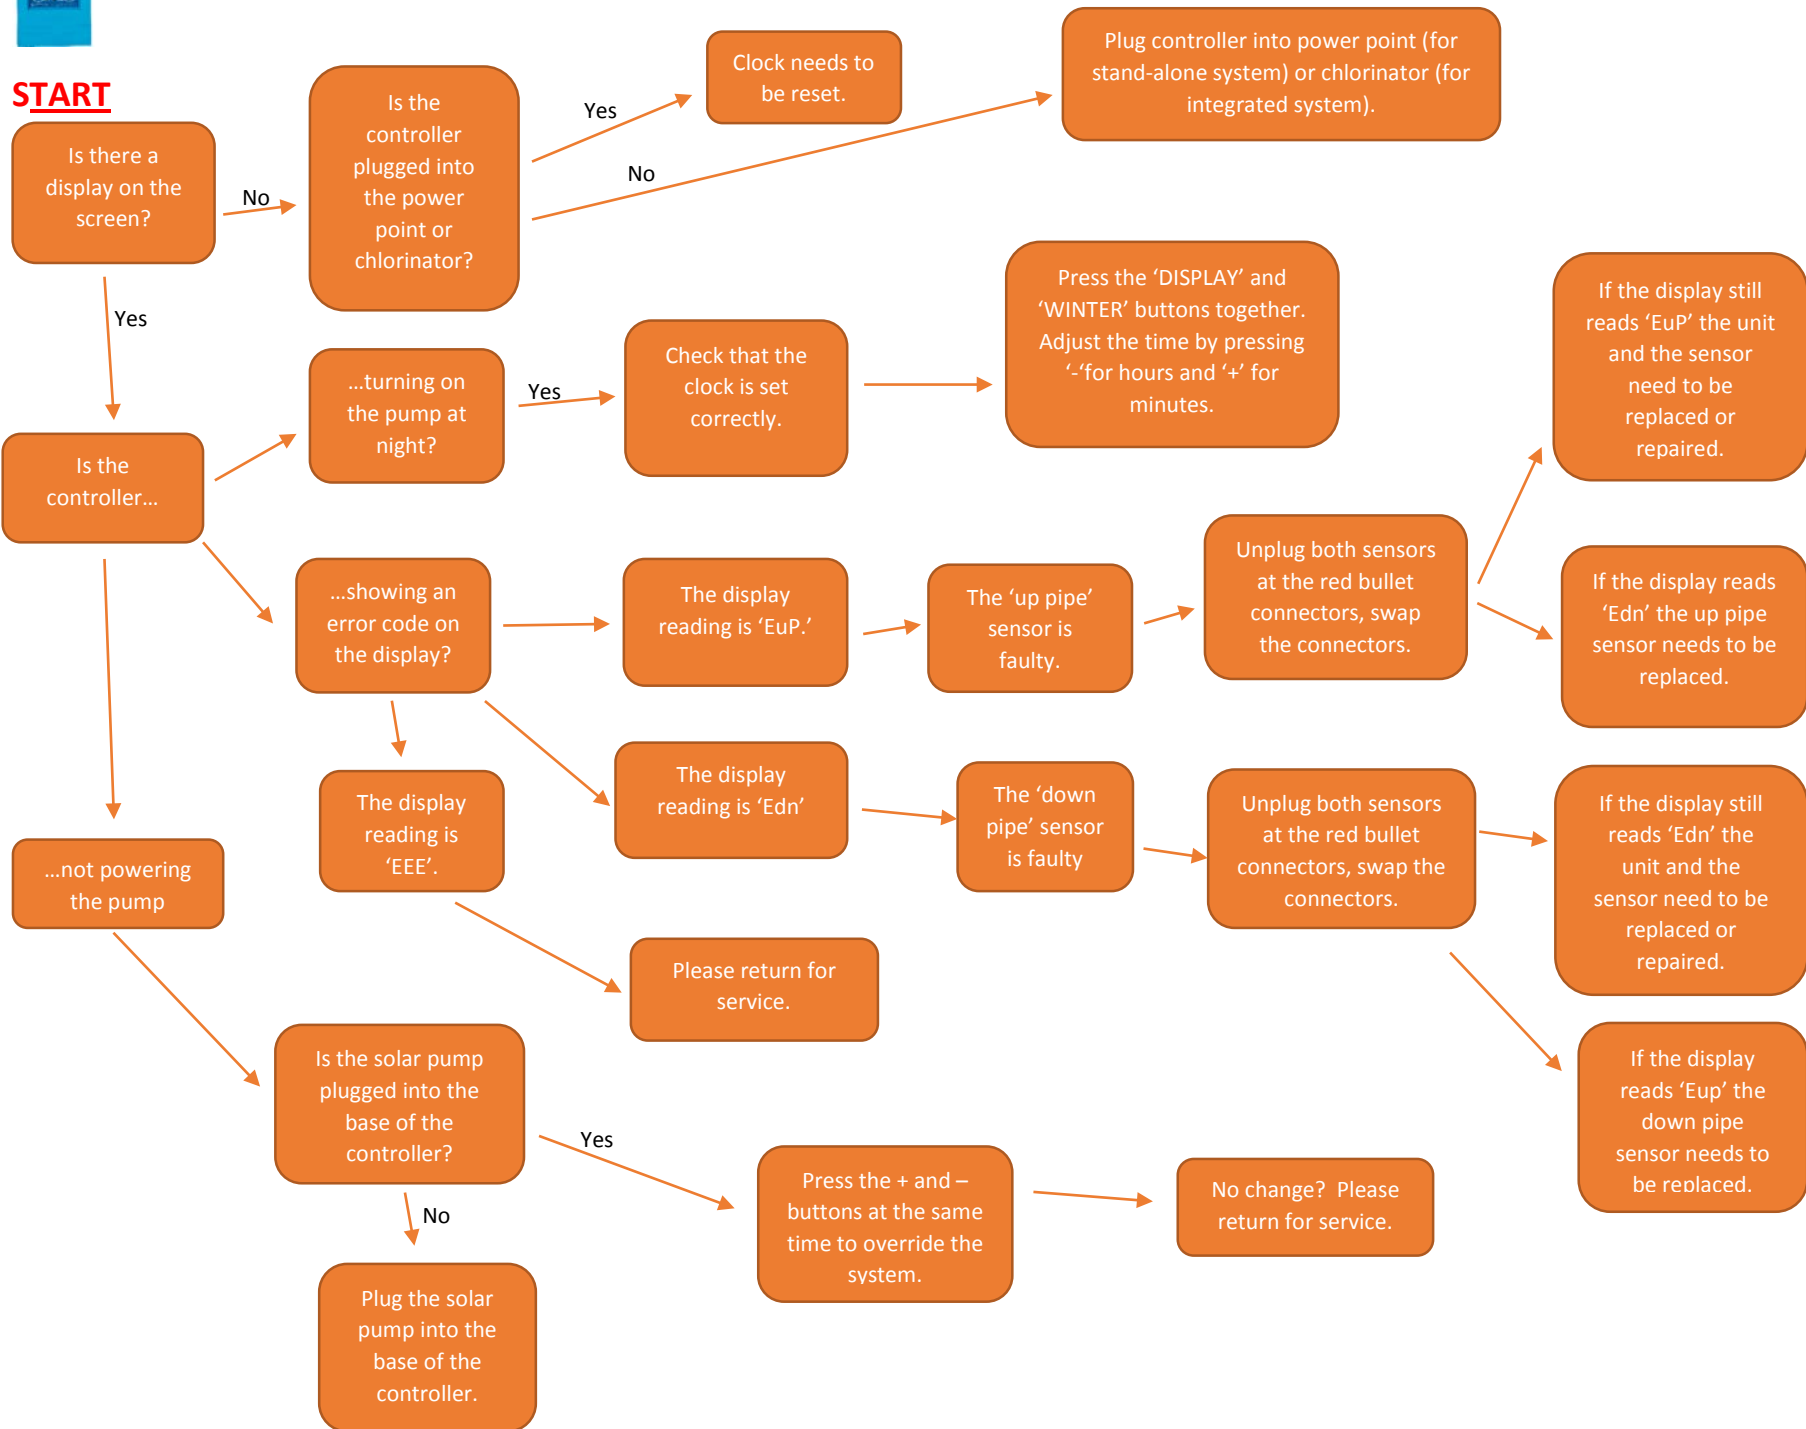 START
Is there a
display on the
screen?
No
Is the
controller
plugged into
the power
point or
chlorinator?
Yes
Clock needs to
be reset.
No
Plug controller into power point (for
stand-alone system) or chlorinator (for
integrated system).
Yes
Is the
controller…
…turning on
the pump at
night?
Yes
Check that the
clock is set
correctly.
Press the ‘DISPLAY’ and
‘WINTER’ buttons together.
Adjust the time by pressing
‘-‘for hours and ‘+’ for
minutes.
…showing an
error code on
the display?
The display
reading is ‘EuP.’
The ‘up pipe’
sensor is
faulty.
Unplug both sensors
at the red bullet
connectors, swap
the connectors.
If the display still
reads ‘EuP’ the unit
and the sensor
need to be
replaced or
repaired.
If the display reads
‘Edn’ the up pipe
sensor needs to be
replaced.
The display
reading is ‘Edn’
The ‘down
pipe’ sensor
is faulty
Unplug both sensors
at the red bullet
connectors, swap the
connectors.
If the display still
reads ‘Edn’ the
unit and the
sensor need to be
replaced or
repaired.
If the display
reads ‘Eup’ the
down pipe
sensor needs to
be replaced.
The display
reading is
‘EEE’.
Please return for
service.
…not powering
the pump
Is the solar pump
plugged into the
base of the
controller?
Yes
Press the + and –
buttons at the same
time to override the
system.
No change?  Please
return for service.
No
Plug the solar
pump into the
base of the
controller.